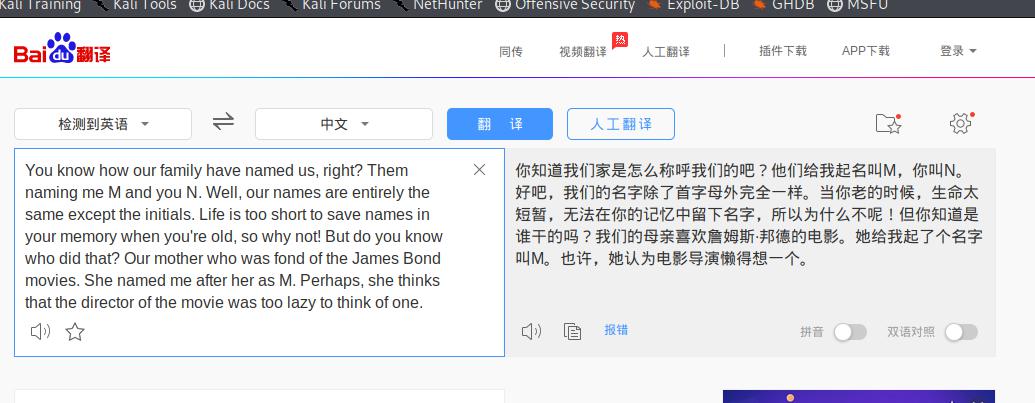 Kali Training Kali Tools Kali Docs Kali Forums NetHunter Offensive Security Exploit-DB GHDB MSFU
Bai du 翻译 同传 视频翻译 热 人工翻译 插件下载 APP下载 登录
检测到英语 中文 翻 译 人工翻译
You know how our family have named us, right? Them
naming me M and you N. Well, our names are entirely the
same except the initials. Life is too short to save names in
your memory when you're old, so why not! But do you know
who did that? Our mother who was fond of the James Bond
movies. She named me after her as M. Perhaps, she thinks
that the director of the movie was too lazy to think of one.
你知道我们家是怎么称呼我们的吧？他们给我起名叫M，你叫N。
好吧，我们的名字除了首字母外完全一样。当你老的时候，生命太
短暂，无法在你的记忆中留下名字，所以为什么不呢！但你知道是
谁干的吗？我们的母亲喜欢詹姆斯·邦德的电影。她给我起了个名字
叫M。也许，她认为电影导演懒得想一个。
报错 拼音 双语对照